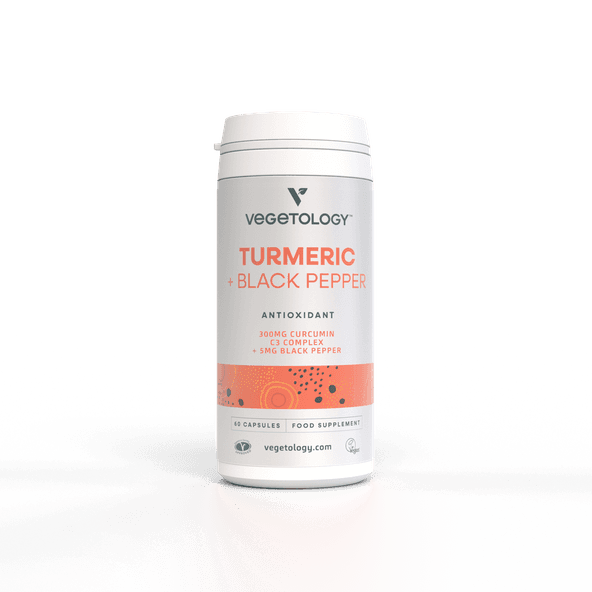 VEGETOLOGY™
TURMERIC
+ BLACK PEPPER
ANTIOXIDANT
300MG CURCUMIN
C3 COMPLEX
+ 5MG BLACK PEPPER
60 CAPSULES FOOD SUPPLEMENT
vegetology.com